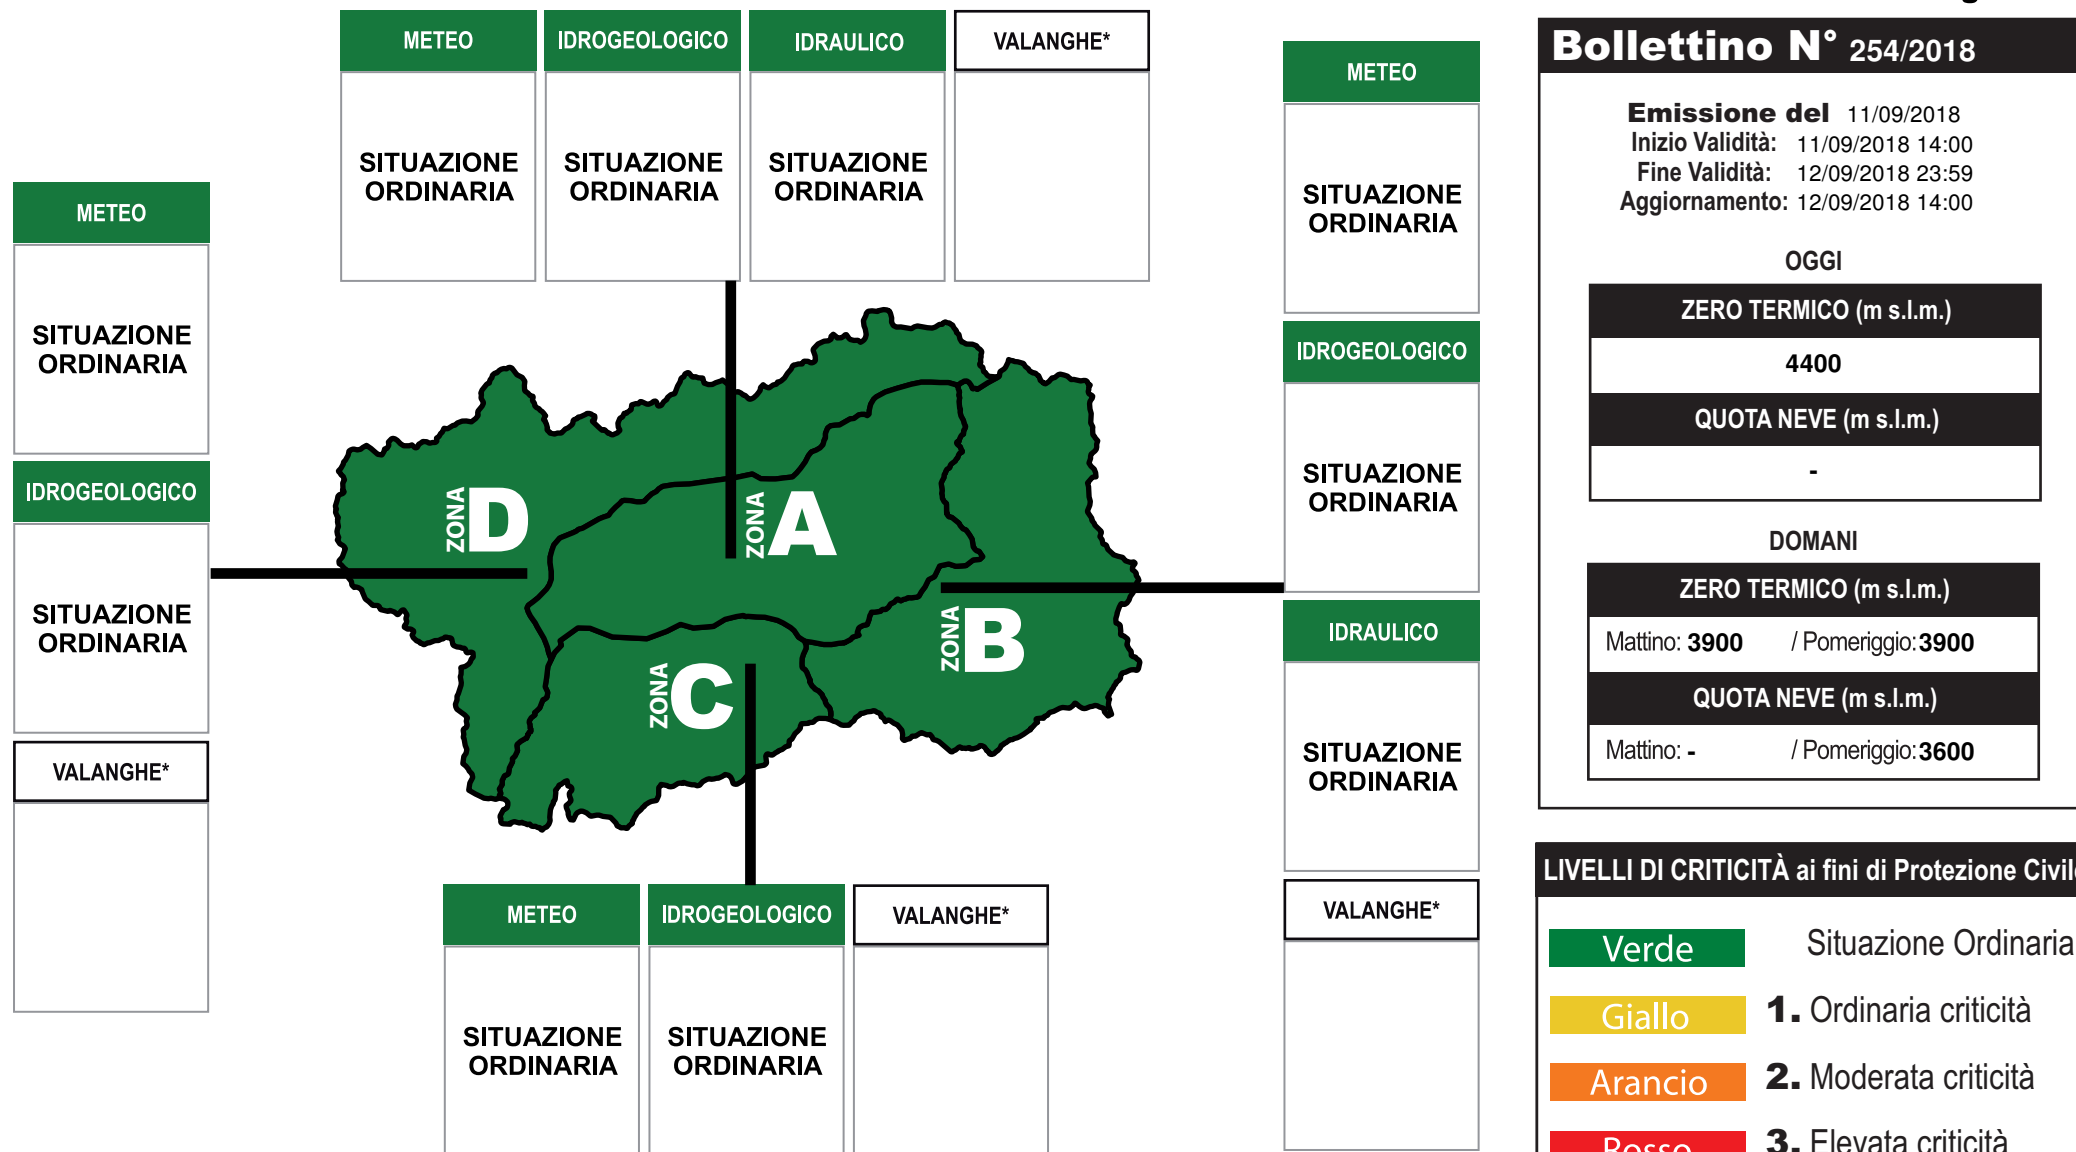 METEO IDROGEOLOGICO IDRAULICO VALANGHE*
SITUAZIONE ORDINARIA
SITUAZIONE ORDINARIA
SITUAZIONE ORDINARIA
METEO
SITUAZIONE
ORDINARIA
IDROGEOLOGICO
SITUAZIONE
ORDINARIA
VALANGHE*
ZONA D
ZONA A
ZONA B
ZONA C
METEO
SITUAZIONE
ORDINARIA
IDROGEOLOGICO
SITUAZIONE
ORDINARIA
IDRAULICO
SITUAZIONE
ORDINARIA
VALANGHE*
METEO IDROGEOLOGICO VALANGHE*
SITUAZIONE ORDINARIA
SITUAZIONE ORDINARIA
Bollettino N° 254/2018
Emissione del 11/09/2018
Inizio Validità: 11/09/2018 14:00
Fine Validità: 12/09/2018 23:59
Aggiornamento: 12/09/2018 14:00
OGGI
ZERO TERMICO (m s.l.m.)
4400
QUOTA NEVE (m s.l.m.)
-
DOMANI
ZERO TERMICO (m s.l.m.)
Mattino: 3900 / Pomeriggio: 3900
QUOTA NEVE (m s.l.m.)
Mattino: - / Pomeriggio: 3600
LIVELLI DI CRITICITÀ ai fini di Protezione Civile
Verde Situazione Ordinaria
Giallo 1. Ordinaria criticità
Arancio 2. Moderata criticità
Rosso 3. Elevata criticità